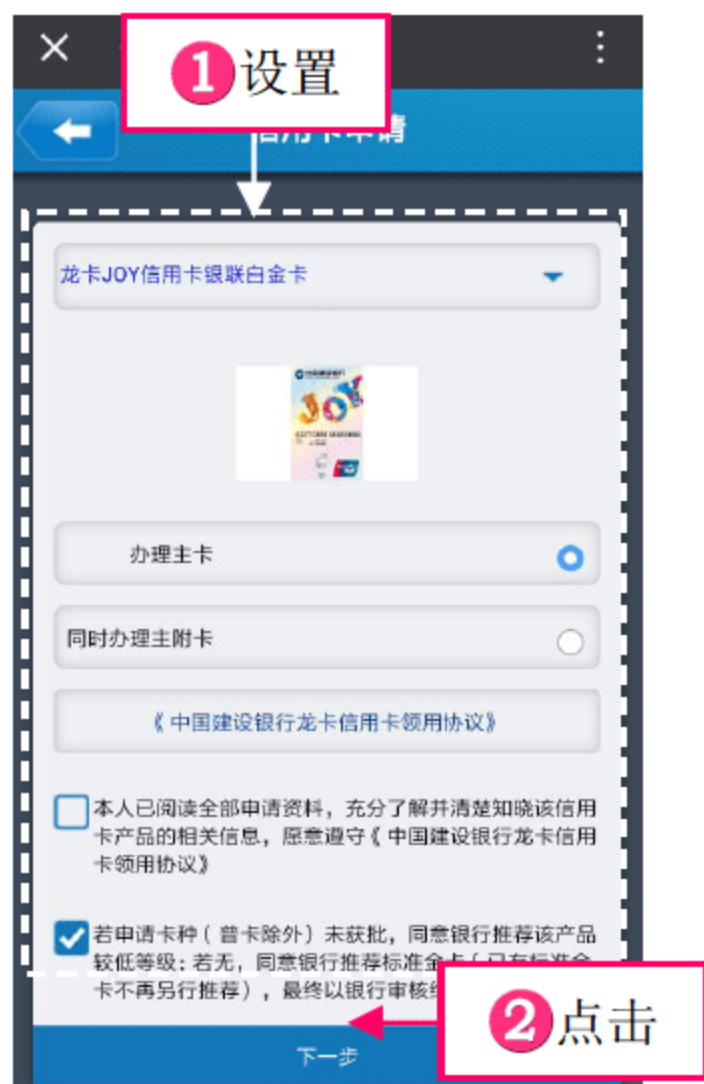 1设置
信用卡申请
龙卡JOY信用卡银联白金卡
中国建设银行
JOY
办理主卡
同时办理主附卡
《中国建设银行龙卡信用卡领用协议》
本人已阅读全部申请资料，充分了解并清楚知晓该信用
卡产品的相关信息，愿意遵守《中国建设银行龙卡信用
卡领用协议》
若申请卡种（普卡除外）未获批，同意银行推荐该产品
较低等级；若无，同意银行推荐标准金卡（已有标准金
卡不再另行推荐），最终以银行审核
2点击
下一步